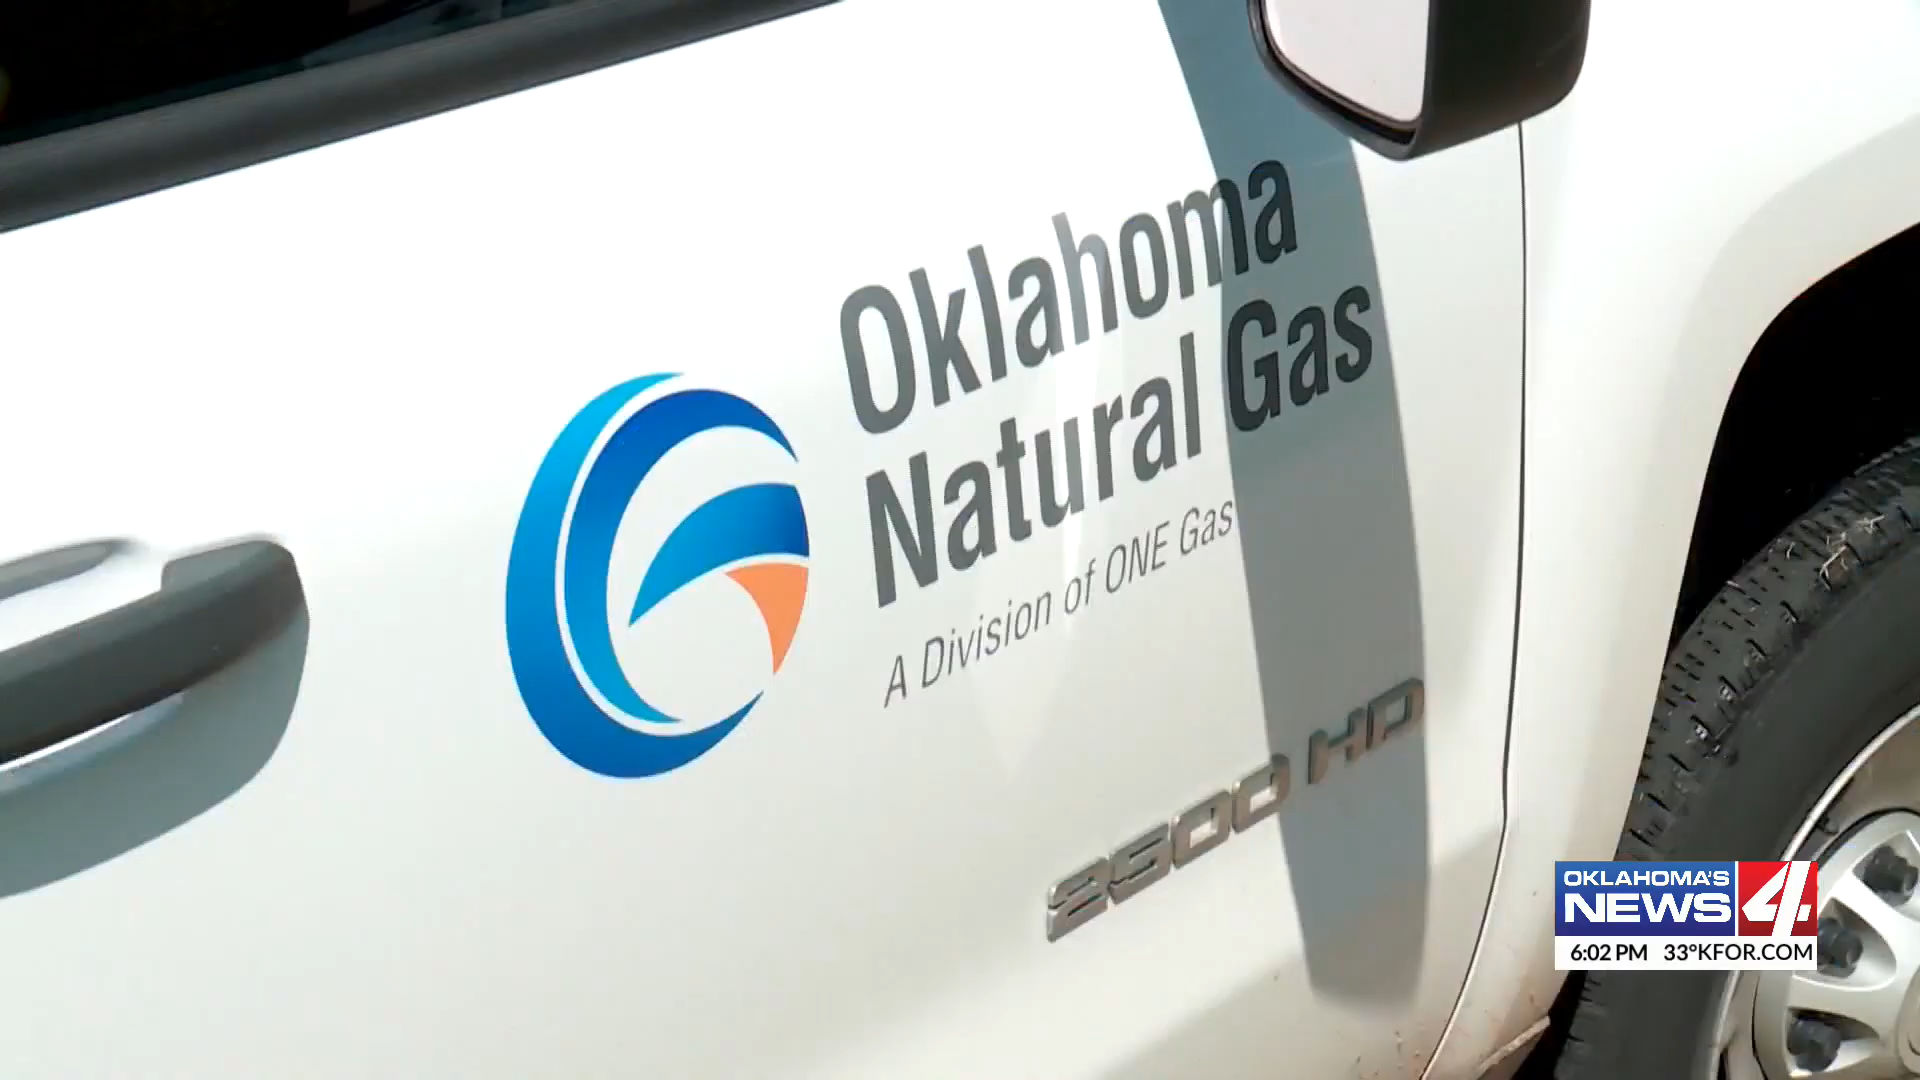 Oklahoma
Natural Gas
A Division of ONE Gas
2500 HD
OKLAHOMA'S
NEWS 4
6:02 PM 33° KFOR.COM